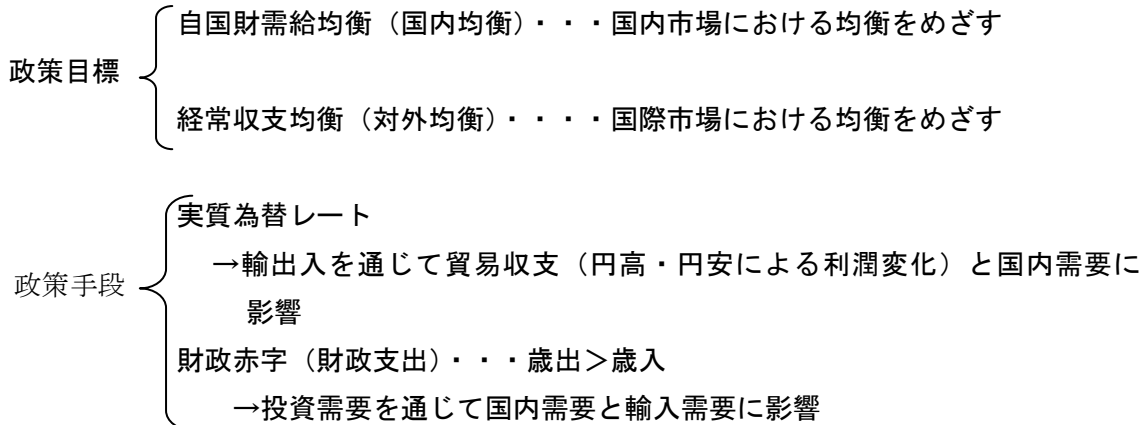 自国財需給均衡（国内均衡）・・・国内市場における均衡をめざす
政策目標
経常収支均衡（対外均衡）・・・・国際市場における均衡をめざす
実質為替レート
→輸出入を通じて貿易収支（円高・円安による利潤変化）と国内需要に
政策手段
影響
財政赤字（財政支出）・・・歳出＞歳入
→投資需要を通じて国内需要と輸入需要に影響